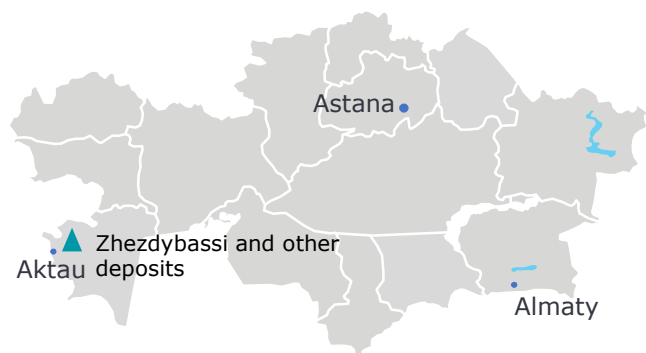 Astana
Zhezdybassi and other
deposits
Aktau
Almaty